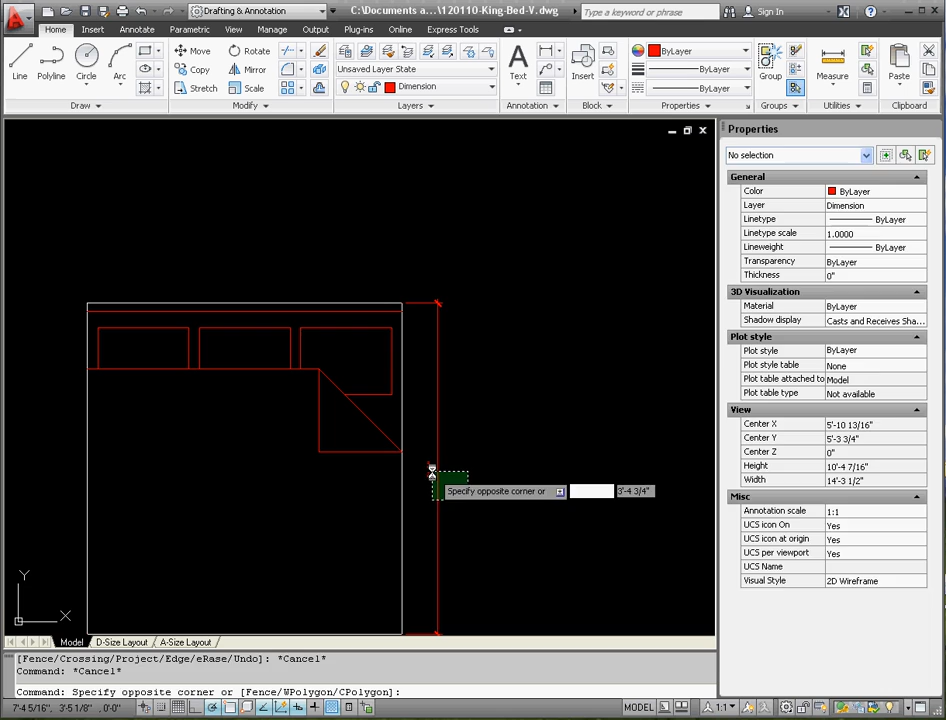 Drafting & Annotation
C:\Documents a...\120110-King-Bed-V.dwg
Type a keyword or phrase
Sign In
Home Insert Annotate Parametric View Manage Output Plug-ins Online Express Tools
Line
Polyline
Circle
Arc
Move
Copy
Stretch
Rotate
Mirror
Scale
Unsaved Layer State
Dimension
Text
Insert
ByLayer
ByLayer
ByLayer
Group
Measure
Paste
Draw
Modify
Layers
Annotation
Block
Properties
Groups
Utilities
Clipboard
Properties
No selection
General
Color ByLayer
Layer Dimension
Linetype ByLayer
Linetype scale 1.0000
Lineweight ByLayer
Transparency ByLayer
Thickness 0"
3D Visualization
Material ByLayer
Shadow display Casts and Receives Sha...
Plot style
Plot style ByColor
Plot style table None
Plot table attached to Model
Plot table type Not available
View
Center X 5'-10 13/16"
Center Y 5'-3 3/4"
Center Z 0"
Height 10'-4 7/16"
Width 14'-3 1/2"
Misc
Annotation scale 1:1
UCS icon On Yes
UCS icon at origin Yes
UCS per viewport Yes
UCS Name
Visual Style 2D Wireframe
Specify opposite corner or
3'-4 3/4"
Y
X
Model D-Size Layout A-Size Layout
[Fence/Crossing/Project/Edge/eRase/Undo]: *Cancel*
Command: *Cancel*
Command: Specify opposite corner or [Fence/WPolygon/CPolygon]:
7'-4 5/16", 3'-5 1/8" , 0'-0"
MODEL
1:1